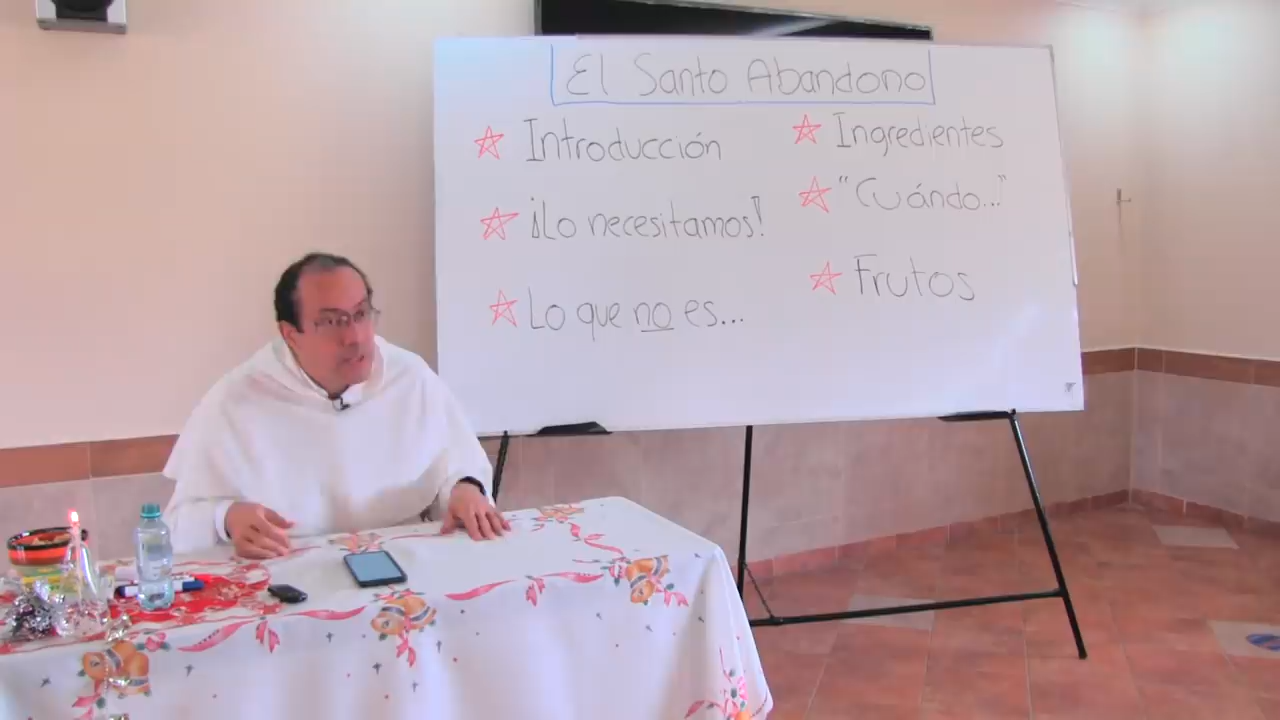 El Santo Abandono
Introducción
¡Lo necesitamos!
Lo que no es...
Ingredientes
"Cuándo..."
Frutos